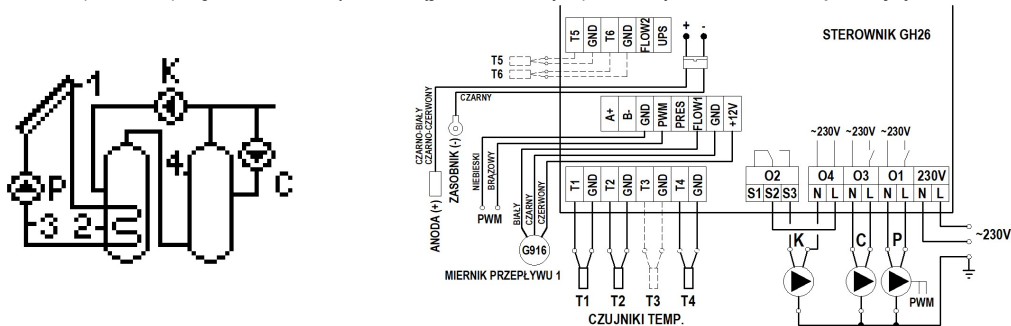 1
K
4
P
C
3
2
STEROWNIK GH26
T5 GND T6 GND FLOW2 UPS
+ -
T5
T6
CZARNO-BIAŁY
CZARNO-CZERWONY
CZARNY
ANODA (+)
ZASOBNIK (-)
A+ B- GND PWM PRES FLOW1 GND +12V
NIEBIESKI
BRĄZOWY
PWM
BIAŁY
CZARNY
CZERWONY
G916
MIERNIK PRZEPŁYWU 1
T1 GND T2 GND T3 GND T4 GND
T1 T2 T3 T4
CZUJNIKI TEMP.
~230V ~230V ~230V
O2 O4 O3 O1 230V
S1 S2 S3 N L N L N L N L
K C P
~230V
PWM